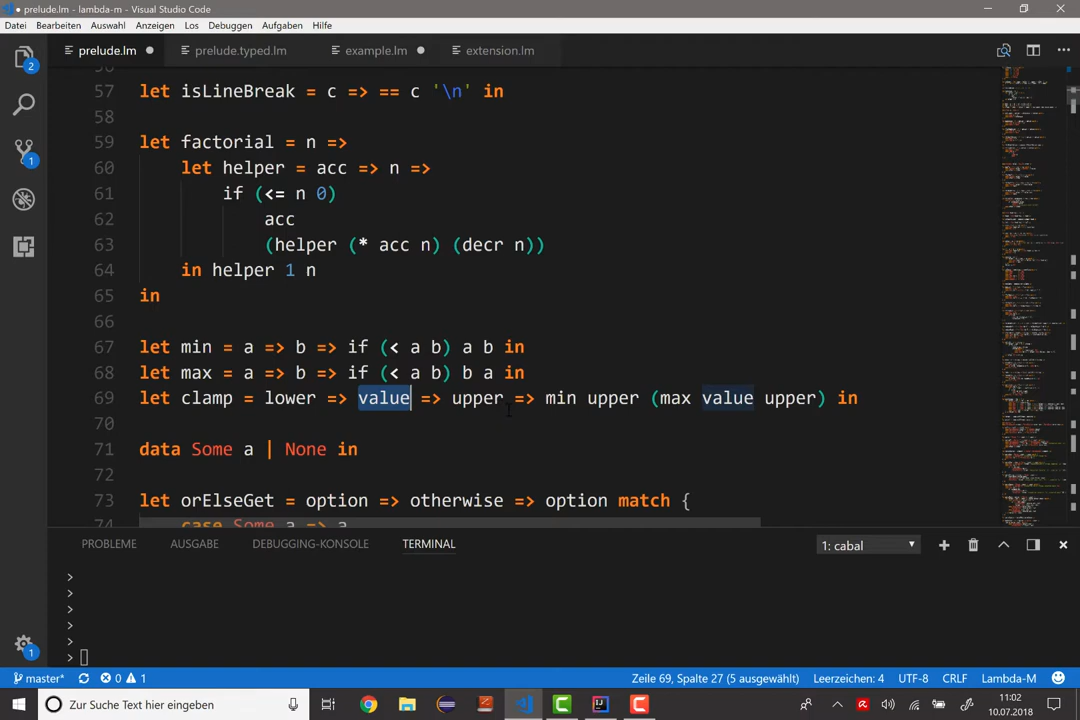 prelude.lm - lambda-m - Visual Studio Code
Datei Bearbeiten Auswahl Anzeigen Los Debuggen Aufgaben Hilfe
prelude.lm prelude.typed.lm example.lm extension.lm
57 let isLineBreak = c => == c '\n' in
58
59 let factorial = n =>
60 let helper = acc => n =>
61 if (<= n 0)
62 acc
63 (helper (* acc n) (decr n))
64 in helper 1 n
65 in
66
67 let min = a => b => if (< a b) a b in
68 let max = a => b => if (< a b) b a in
69 let clamp = lower => value => upper => min upper (max value upper) in
70
71 data Some a | None in
72
73 let orElseGet = option => otherwise => option match {
74 case Some a => a
PROBLEME AUSGABE DEBUGGING-KONSOLE TERMINAL 1: cabal
>
>
>
>
>
>
2
1
1
master* 0 1 Zeile 69, Spalte 27 (5 ausgewählt) Leerzeichen: 4 UTF-8 CRLF Lambda-M
Zur Suche Text hier eingeben
11:02
10.07.2018